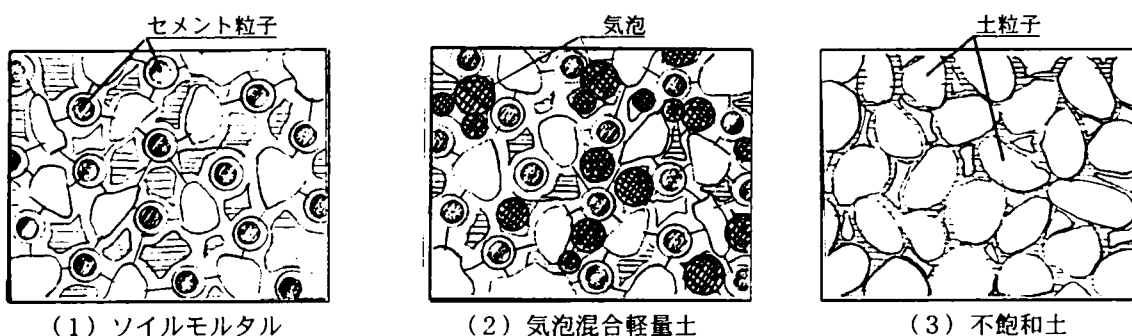 セメント粒子
気泡
土粒子
(1) ソイルモルタル
(2) 気泡混合軽量土
(3) 不飽和土